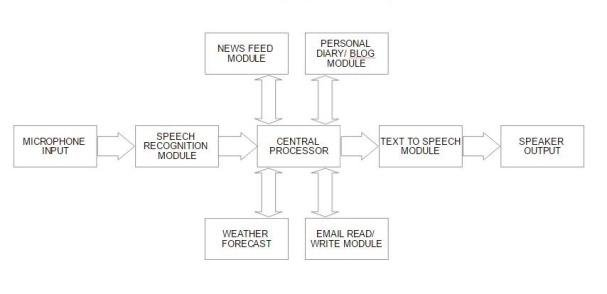 NEWS FEED
MODULE
PERSONAL
DIARY/ BLOG
MODULE
MICROPHONE
INPUT
SPEECH
RECOGNITION
MODULE
CENTRAL
PROCESSOR
TEXT TO SPEECH
MODULE
SPEAKER
OUTPUT
WEATHER
FORECAST
EMAIL READ/
WRITE MODULE